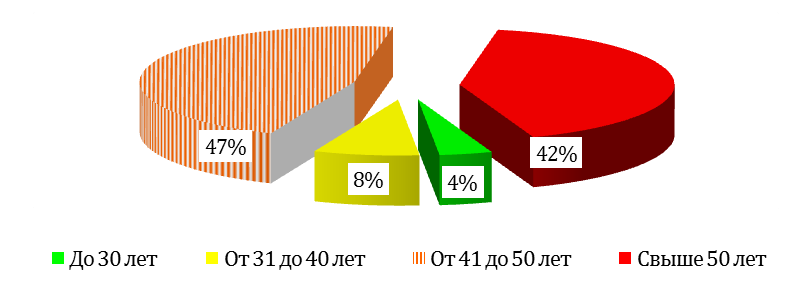 47%
42%
8%
4%
До 30 лет
От 31 до 40 лет
От 41 до 50 лет
Свыше 50 лет